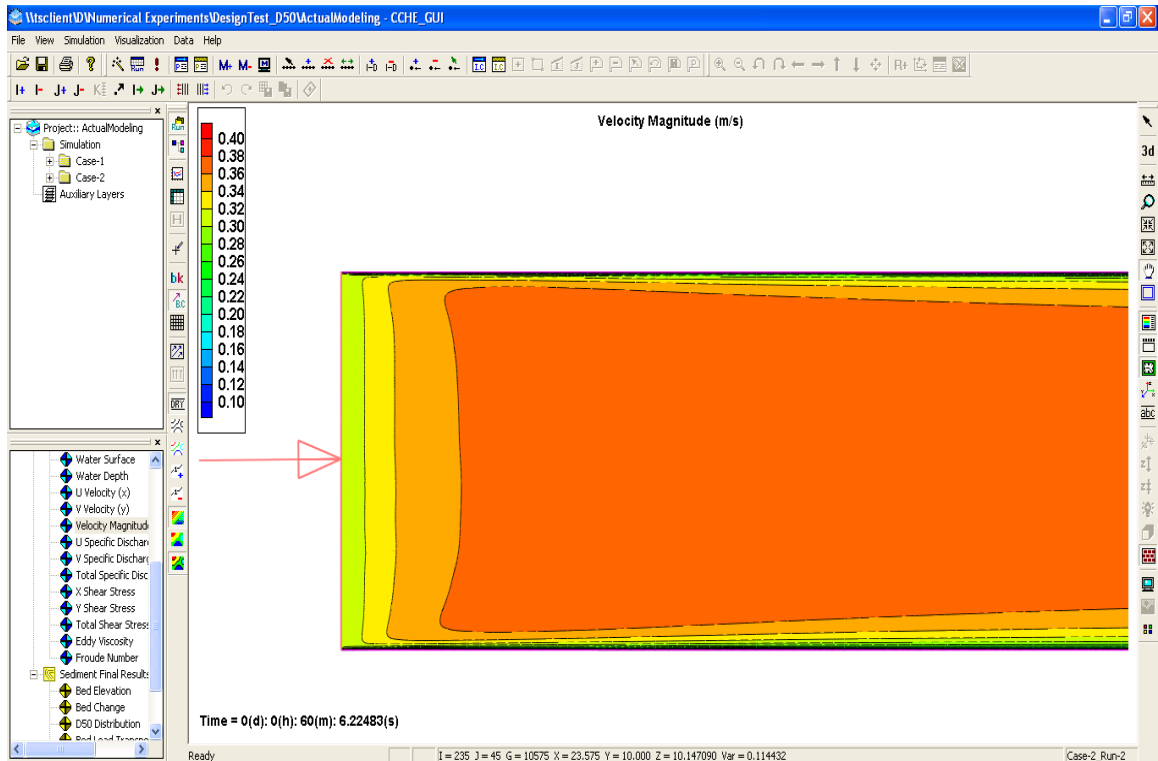 \\tsclient\D\Numerical Experiments\DesignTest_D50\ActualModeling - CCHE_GUI
File View Simulation Visualization Data Help
Run
M+ M-
I.C
R+
I+ I- J+ J-
Project:: ActualModeling
Simulation
Case-1
Case-2
Auxiliary Layers
Run
H
bk
BC
DRY
Velocity Magnitude (m/s)
0.40
0.38
0.36
0.34
0.32
0.30
0.28
0.26
0.24
0.22
0.20
0.18
0.16
0.14
0.12
0.10
3d
abc
Water Surface
Water Depth
U Velocity (x)
V Velocity (y)
Velocity Magnitude
U Specific Dischar
V Specific Dischar
Total Specific Disc
X Shear Stress
Y Shear Stress
Total Shear Stress
Eddy Viscosity
Froude Number
Sediment Final Results
Bed Elevation
Bed Change
D50 Distribution
Bed Load Transpo
Time = 0(d): 0(h): 60(m): 6.22483(s)
Ready
I = 235 J = 45 G = 10575 X = 23.575 Y = 10.000 Z = 10.147090 Var = 0.114432
Case-2 Run-2